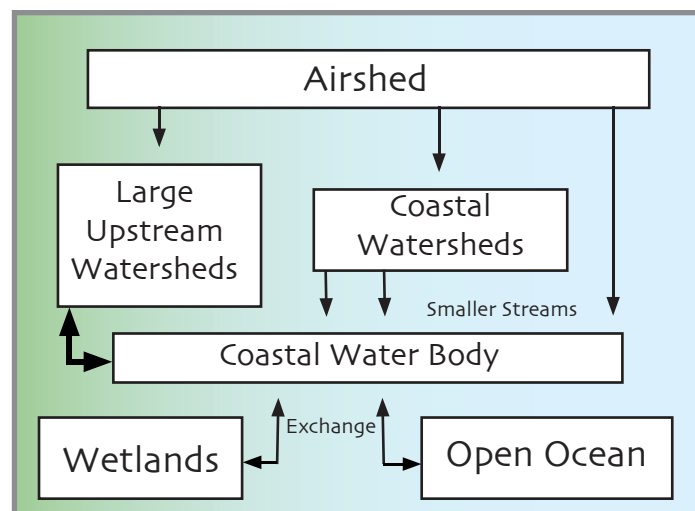 Airshed
Large
Upstream
Watersheds
Coastal
Watersheds
Smaller Streams
Coastal Water Body
Exchange
Wetlands
Open Ocean